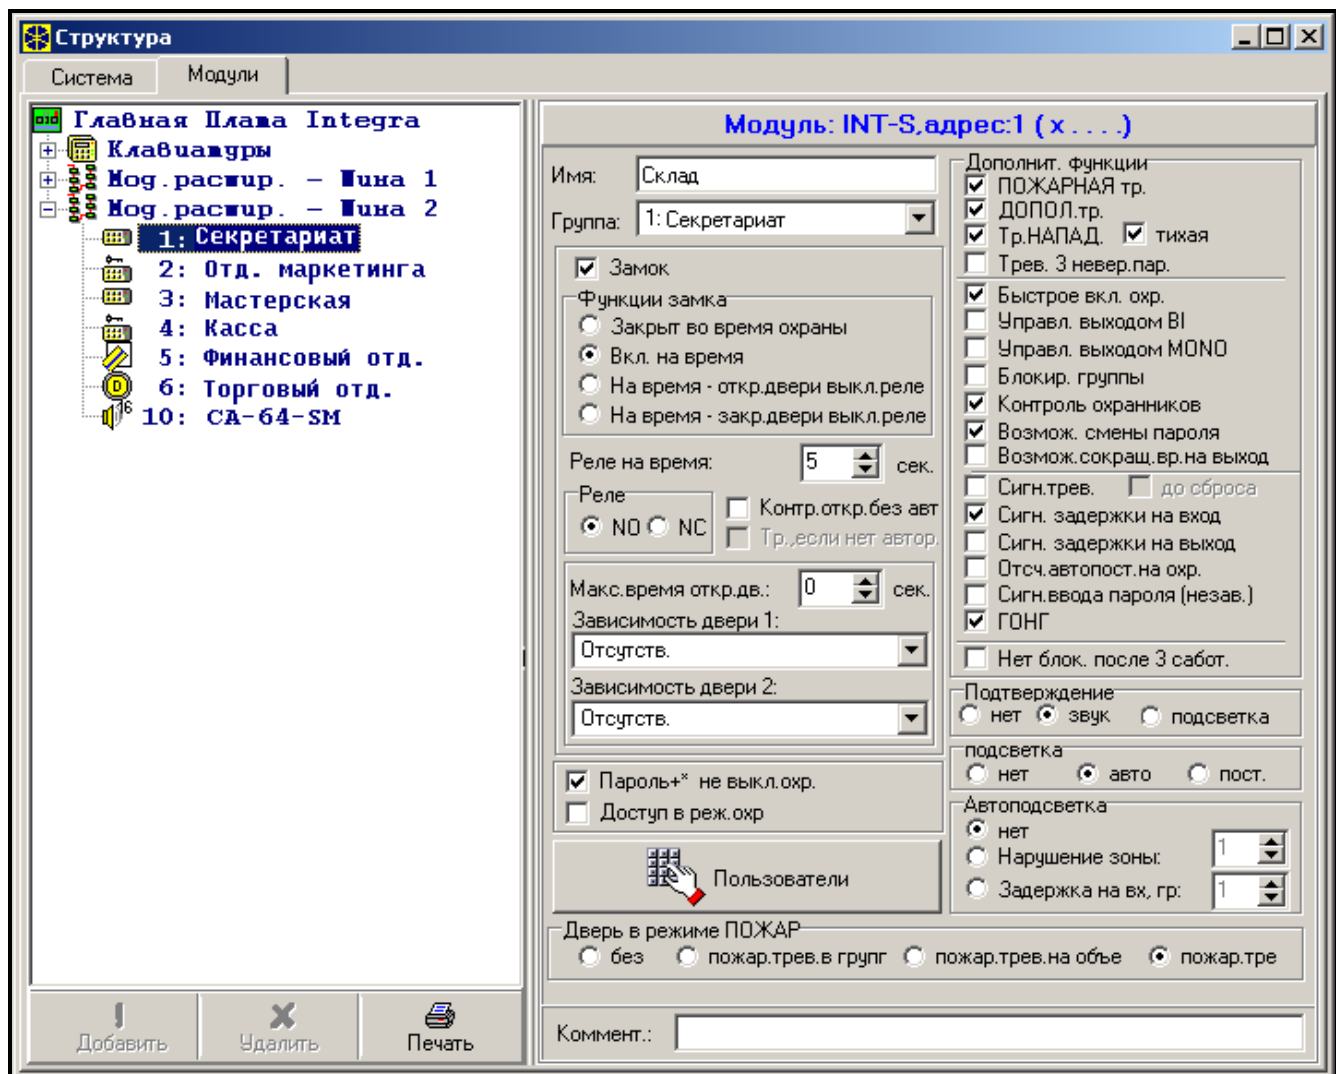 Структура
Система
Модули
Главная Плата Integra
Клавиатуры
Мод.расшир. - Шина 1
Мод.расшир. - Шина 2
1: Секретариат
2: Отд. маркетинга
3: Мастерская
4: Касса
5: Финансовый отд.
6: Торговый отд.
10: CA-64-SM
Добавить
Удалить
Печать
Модуль: INT-S,адрес:1 ( x . . . . )
Имя: Склад
Группа: 1: Секретариат
Замок
Функции замка
Закрыт во время охраны
Вкл. на время
На время - откр.двери выкл.реле
На время - закр.двери выкл.реле
Реле на время: 5 сек.
Реле
NO NC
Контр.откр.без авт
Тр.,если нет автор.
Макс.время откр.дв.: 0 сек.
Зависимость двери 1:
Отсутств.
Зависимость двери 2:
Отсутств.
Пароль+* не выкл.охр.
Доступ в реж.охр
Пользователи
Дополнит. функции
ПОЖАРНАЯ тр.
ДОПОЛ.тр.
Тр.НАПАД. тихая
Трев. 3 невер.пар.
Быстрое вкл. охр.
Управл. выходом BI
Управл. выходом MONO
Блокир. группы
Контроль охранников
Возмож. смены пароля
Возмож.сокращ.вр.на выход
Сигн.трев. до сброса
Сигн. задержки на вход
Сигн. задержки на выход
Отсч.автопост.на охр.
Сигн.ввода пароля (незав.)
ГОНГ
Нет блок. после 3 сабот.
Подтверждение
нет звук подсветка
подсветка
нет авто пост.
Автоподсветка
нет
Нарушение зоны: 1
Задержка на вх, гр: 1
Дверь в режиме ПОЖАР
без пожар.трев.в групг пожар.трев.на объе пожар.тре
Коммент.: